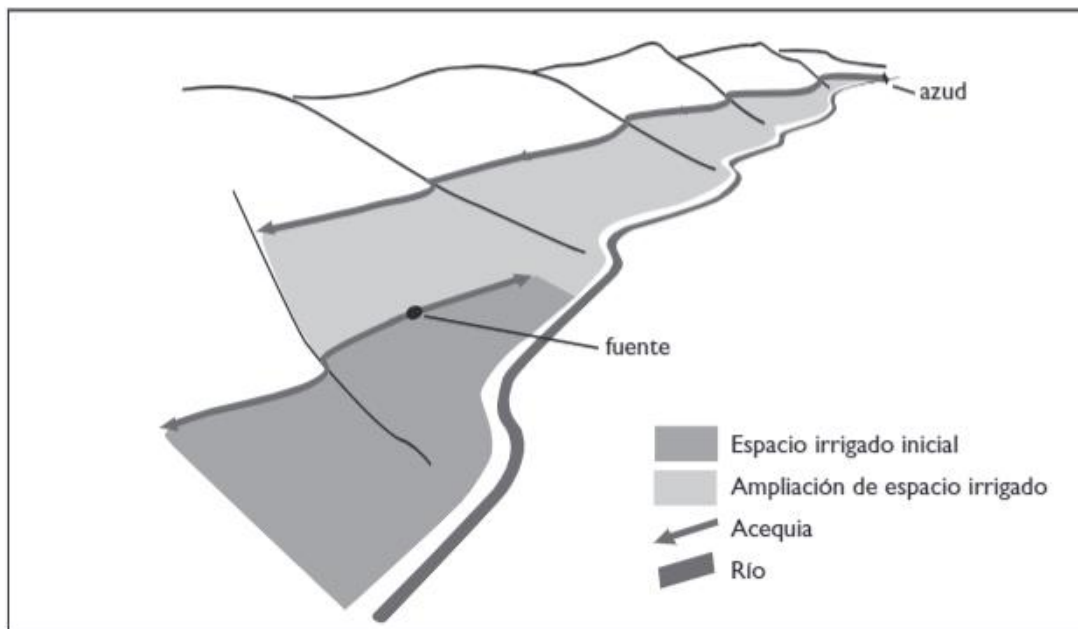 azud
fuente
Espacio irrigado inicial
Ampliación de espacio irrigado
Acequia
Río